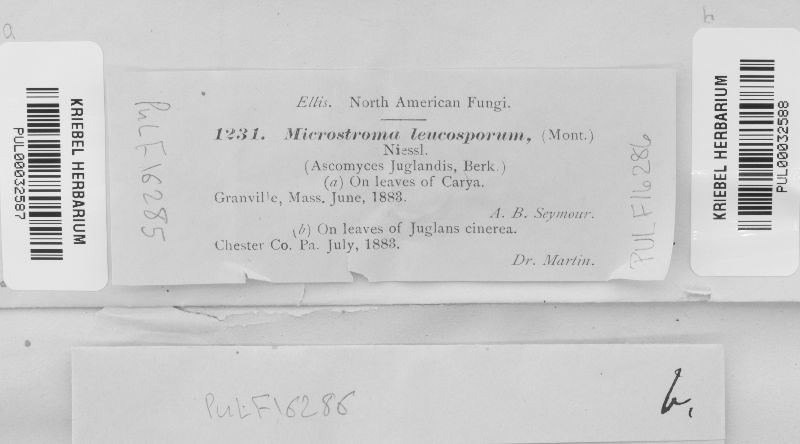 a
b
KRIEBEL HERBARIUM
PUL00032587
PULF16285
Ellis. North American Fungi.
1231. Microstroma leucosporum, (Mont.)
Niessl.
(Ascomyces Juglandis, Berk.)
(a) On leaves of Carya.
Granville, Mass. June, 1883.
A. B. Seymour.
(b) On leaves of Juglans cinerea.
Chester Co. Pa. July, 1883.
Dr. Martin.
PULF16286
KRIEBEL HERBARIUM
PUL00032588
PULF16286
b.